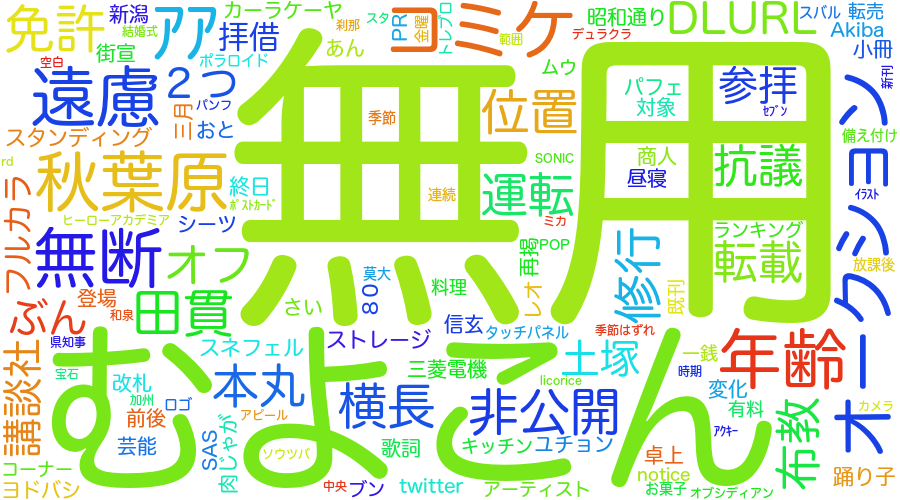 無用
むよこん
コミケ
DLURL
免許
ΑΑ
新潟
結婚式
街宣
拝借
カーラケーヤ
刹那
スタ
PR
金曜
トレブロ
範囲
昭和通り
デュラクラ
スバル
転売
Akiba
小冊
新刊
あん
ポラロイド
空白
遠慮
2つ
パンフ
三月
おと
季節
位置
ムウ
パフェ
対象
参拝
セブン
オークション
備え付け
スタンディング
秋葉原
終日
ポストカード
連続
SONIC
運転
商人
昼寝
抗議
イラスト
rd
フルカラ
ヒーローアカデミア
シーツ
ミカ
ランキング
無断
オフ
POP
再掲
修行
転載
放課後
登場
和泉
田貫
さい
莫大
80
料理
レオ
既刊
ぶん
県知事
スネフェル
ストレージ
信玄
タッチパネル
季節はずれ
講談社
宝石
改札
加州
ロゴ
本丸
三菱電機
土塚
licorice
一銭
時期
年齢
変化
有料
カメラ
前後
アピール
横長
非公開
アクキー
芸能
SAS
肉じゃが
ソウツバ
歌詞
キッチン
ユチョン
布教
コーナー
ヨドバシ
中央
ブン
twitter
アーティスト
卓上
notice
お菓子
オブシディアン
踊り子